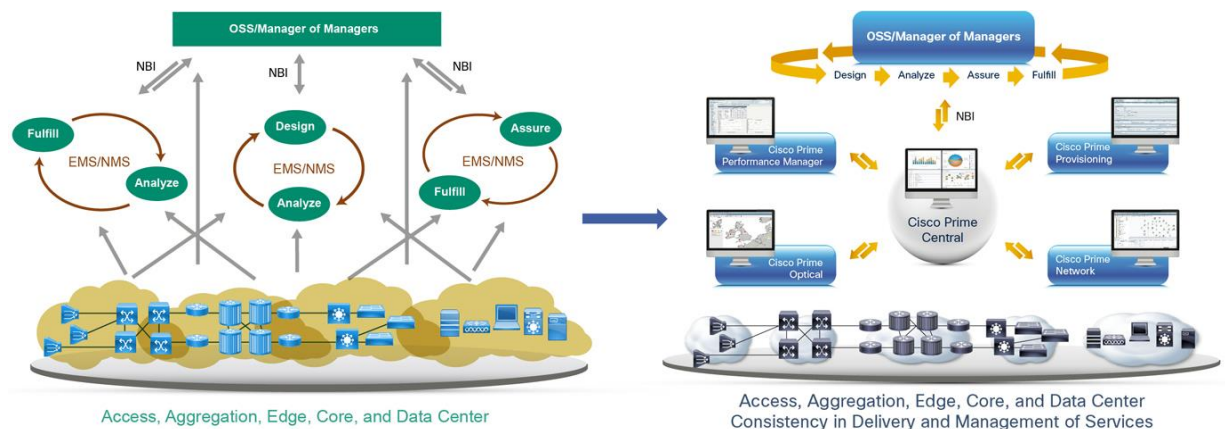 OSS/Manager of Managers
NBI
NBI
NBI
Fulfill
EMS/NMS
Analyze
Design
EMS/NMS
Analyze
Assure
EMS/NMS
Fulfill
Access, Aggregation, Edge, Core, and Data Center
OSS/Manager of Managers
Design
Analyze
Assure
Fulfill
NBI
Cisco Prime
Performance Manager
Cisco Prime
Provisioning
Cisco Prime
Central
Cisco Prime
Optical
Cisco Prime
Network
Access, Aggregation, Edge, Core, and Data Center
Consistency in Delivery and Management of Services